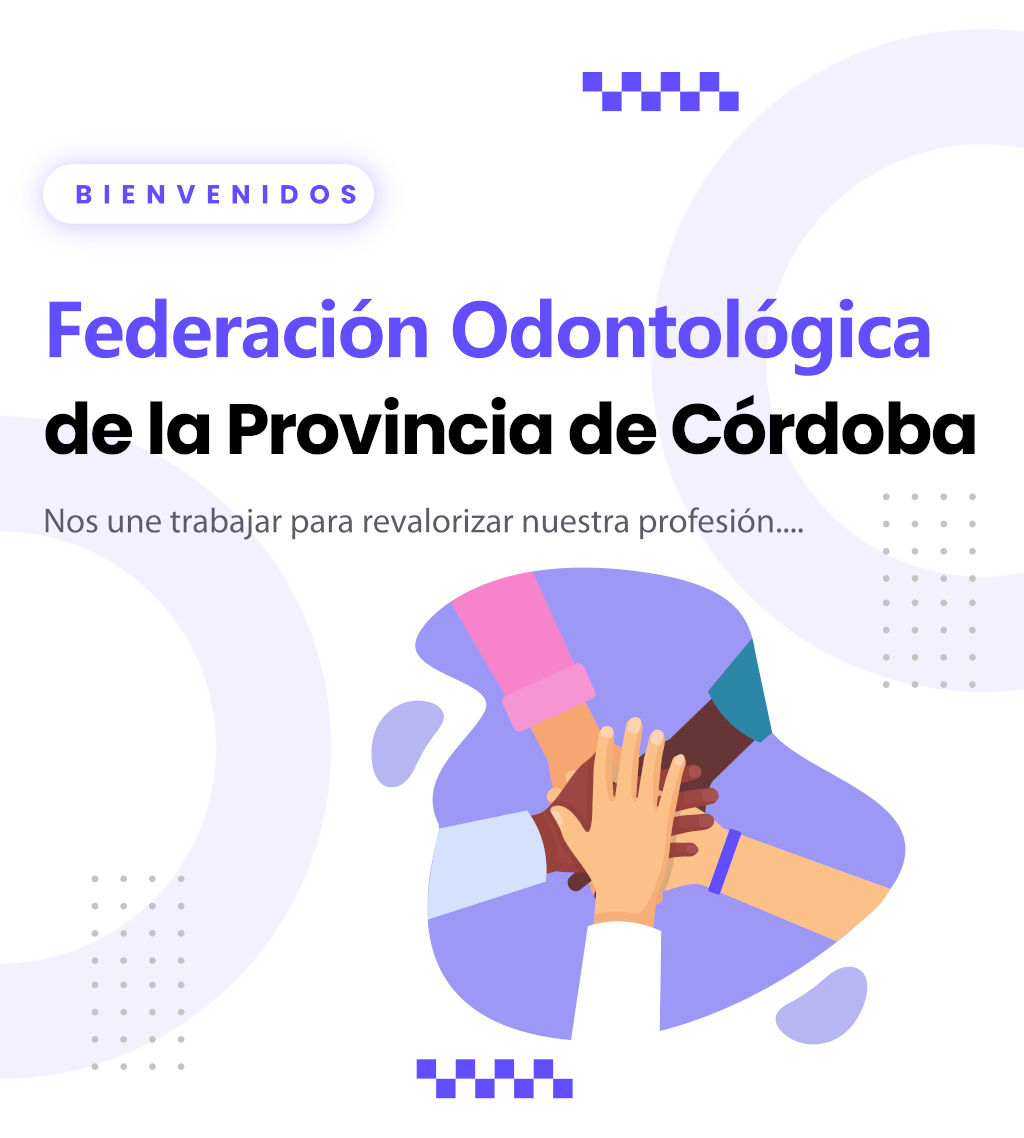 BIENVENIDOS
Federación Odontológica
de la Provincia de Córdoba
Nos une trabajar para revalorizar nuestra profesión....